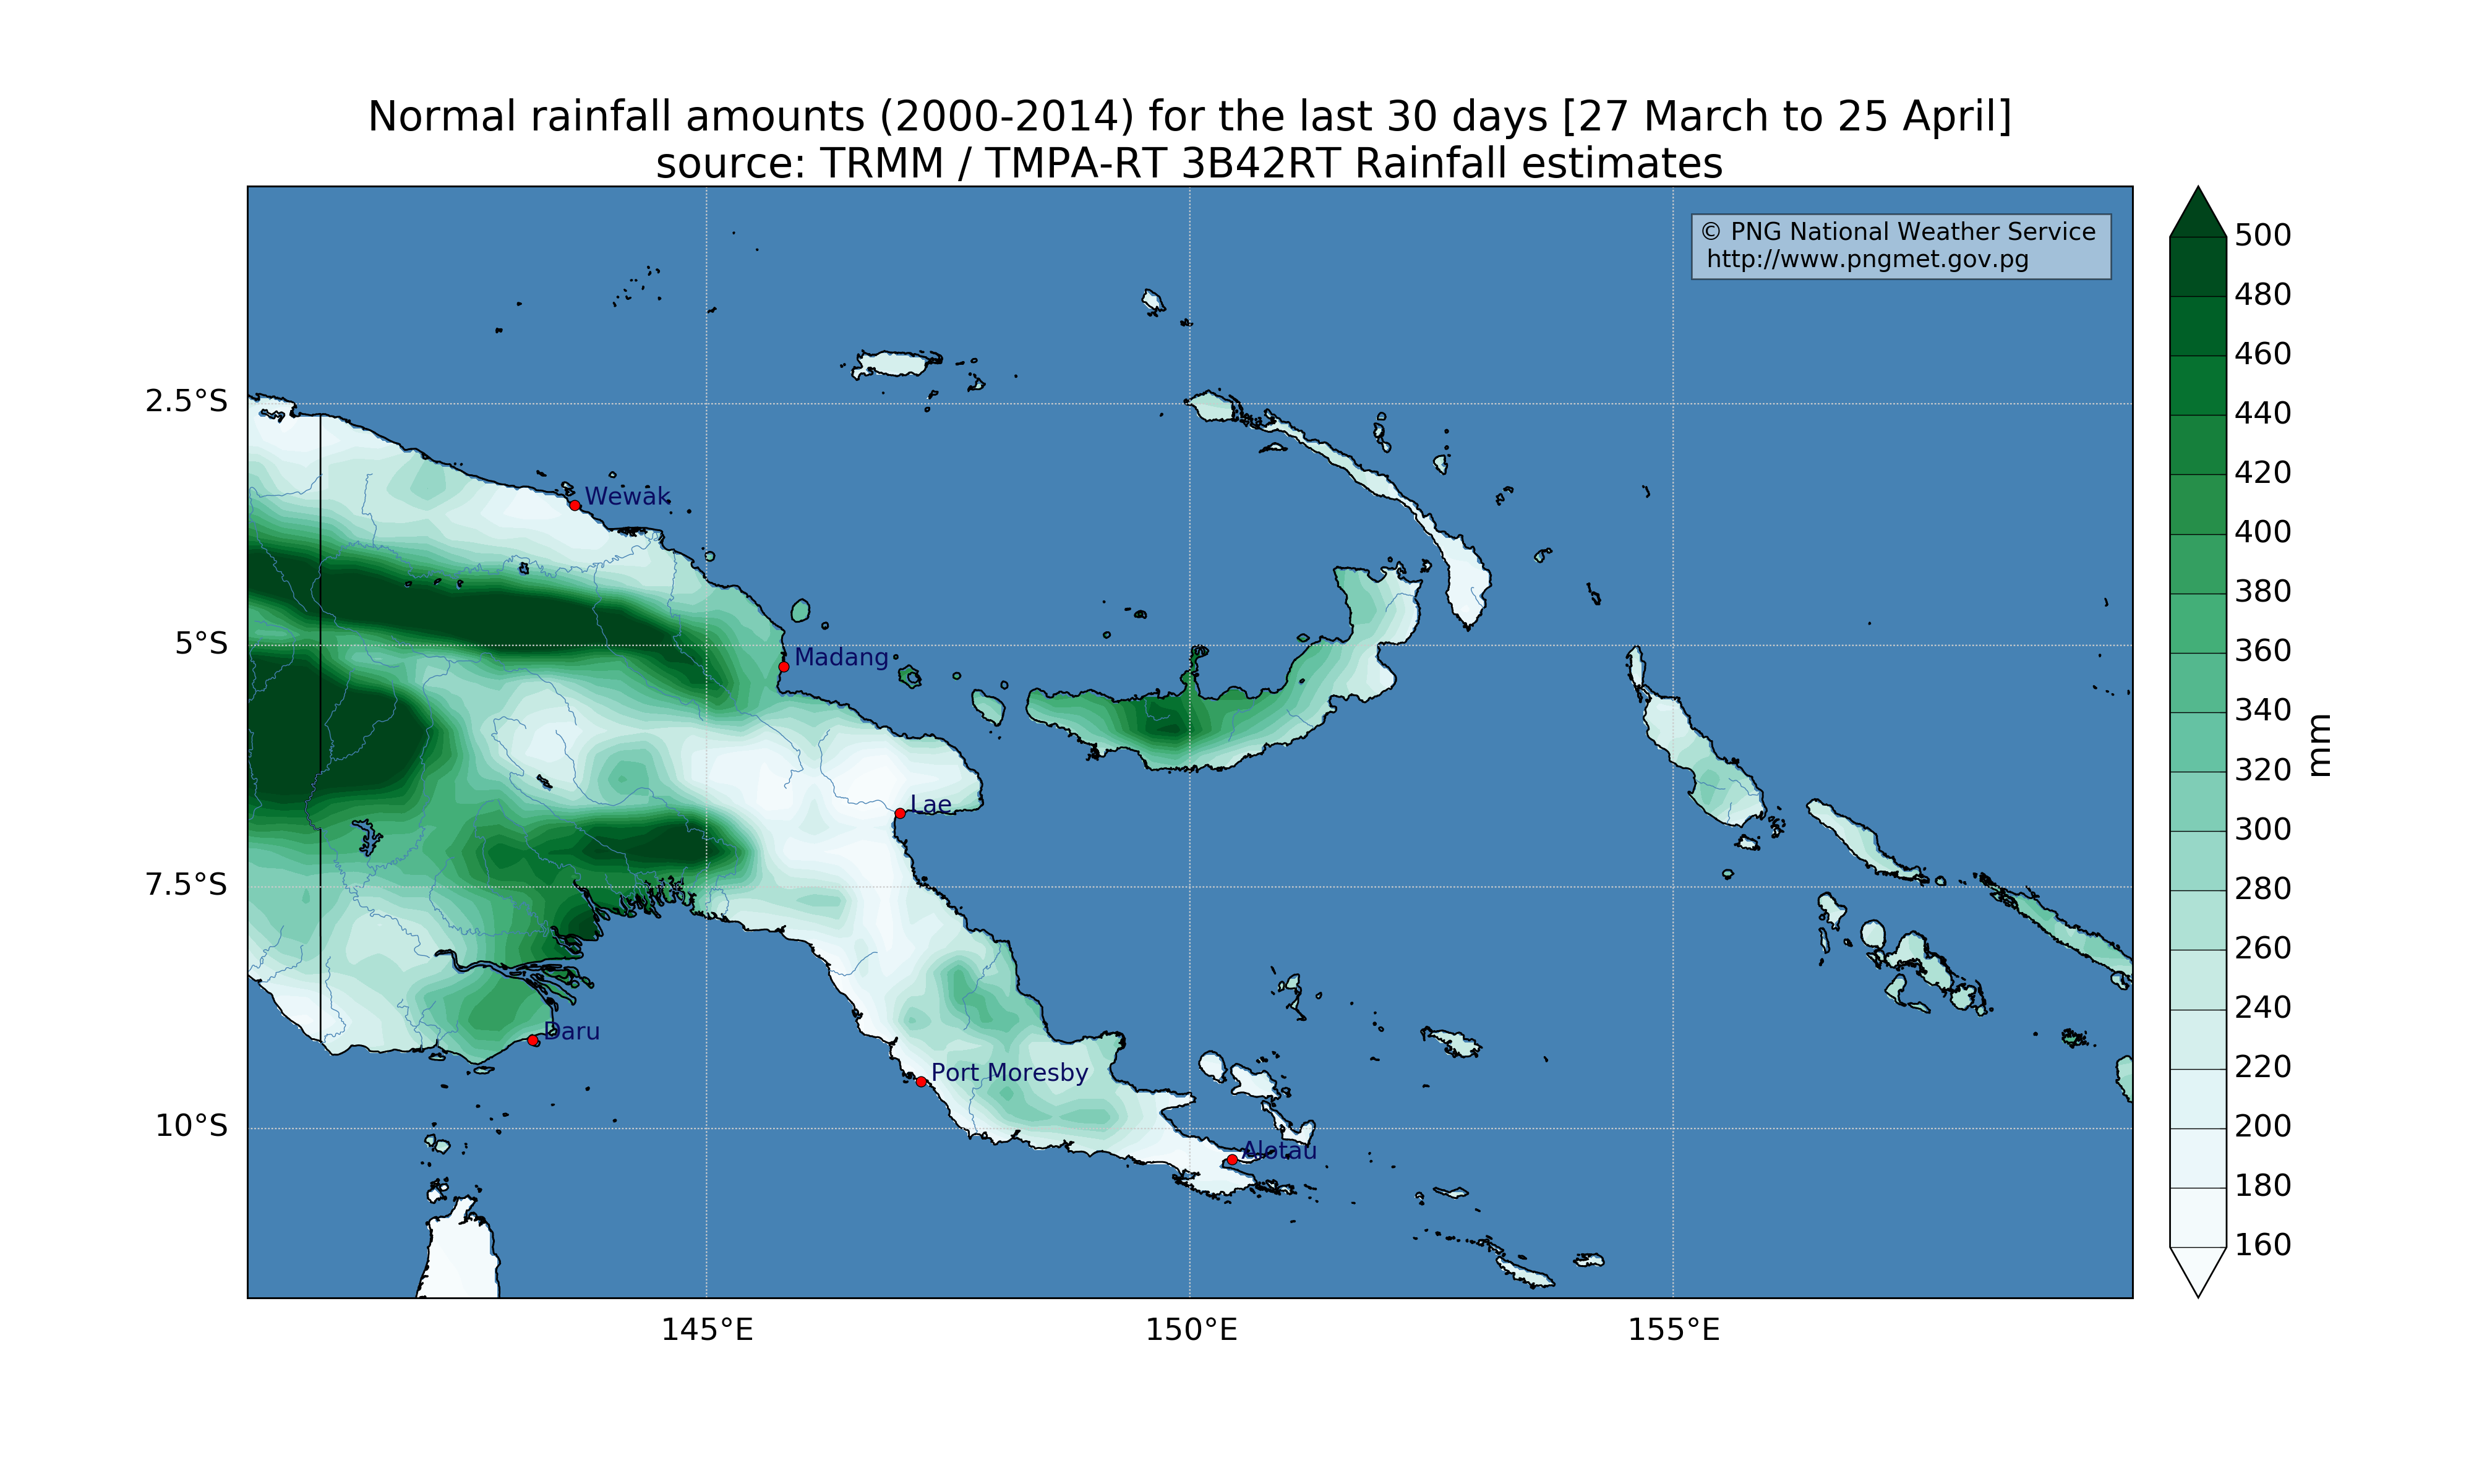 Normal rainfall amounts (2000-2014) for the last 30 days [27 March to 25 April]
source: TRMM / TMPA-RT 3B42RT Rainfall estimates
© PNG National Weather Service
http://www.pngmet.gov.pg
500
480
460
440
420
400
380
360
340
320
300
280
260
240
220
200
180
160
mm
2.5°S
5°S
7.5°S
10°S
Wewak
Madang
Lae
Daru
Port Moresby
Alotau
145°E
150°E
155°E